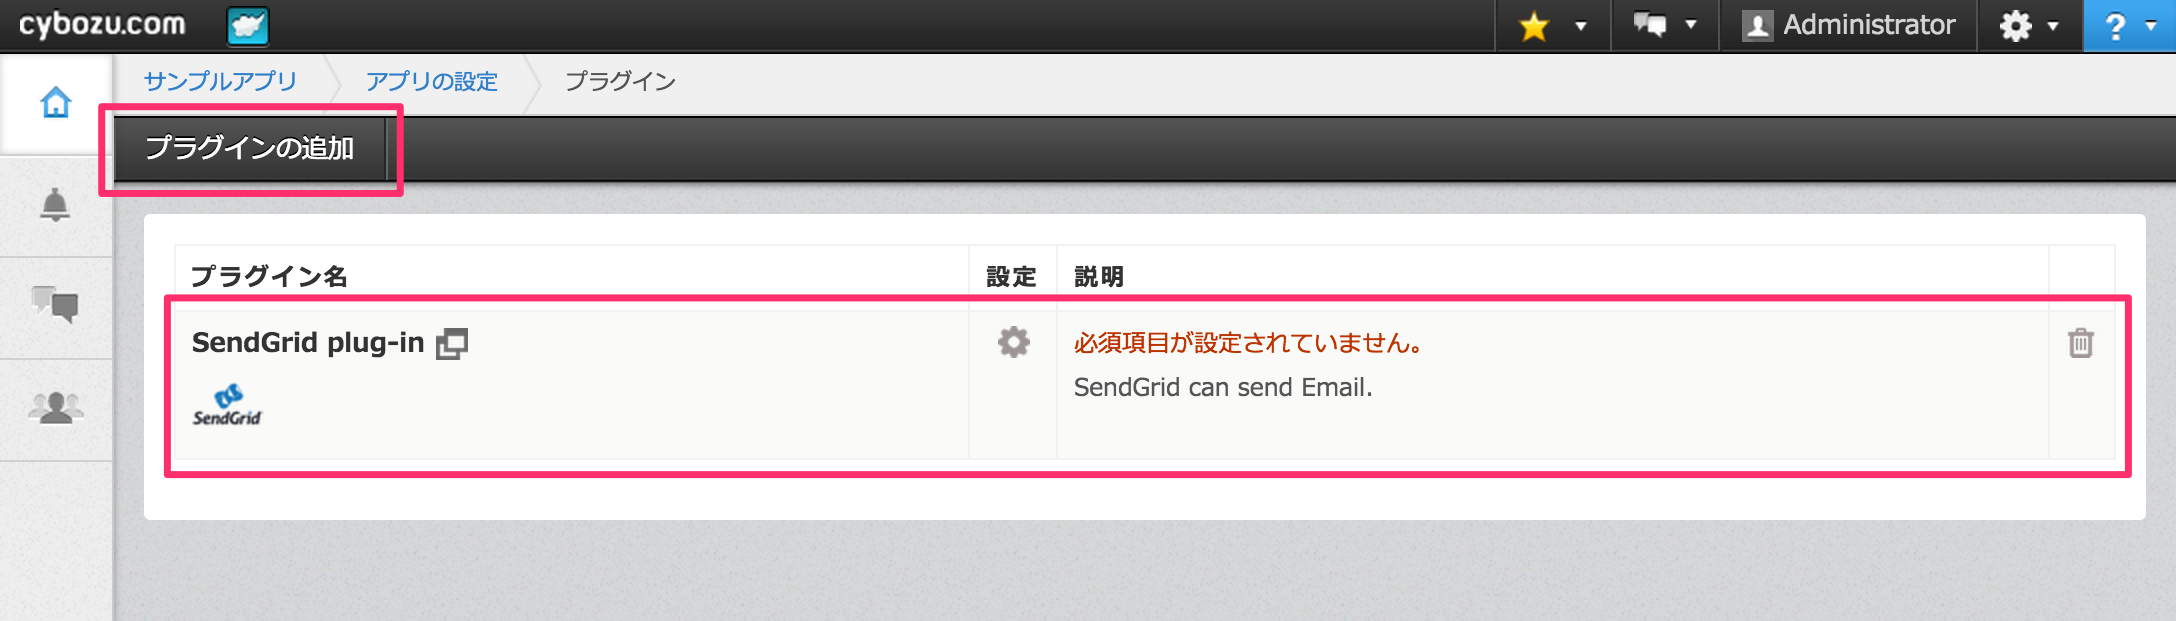 cybozu.com
Administrator
?
サンプルアプリ
アプリの設定
プラグイン
プラグインの追加
プラグイン名
設定
説明
SendGrid plug-in
必須項目が設定されていません。
SendGrid can send Email.
SendGrid